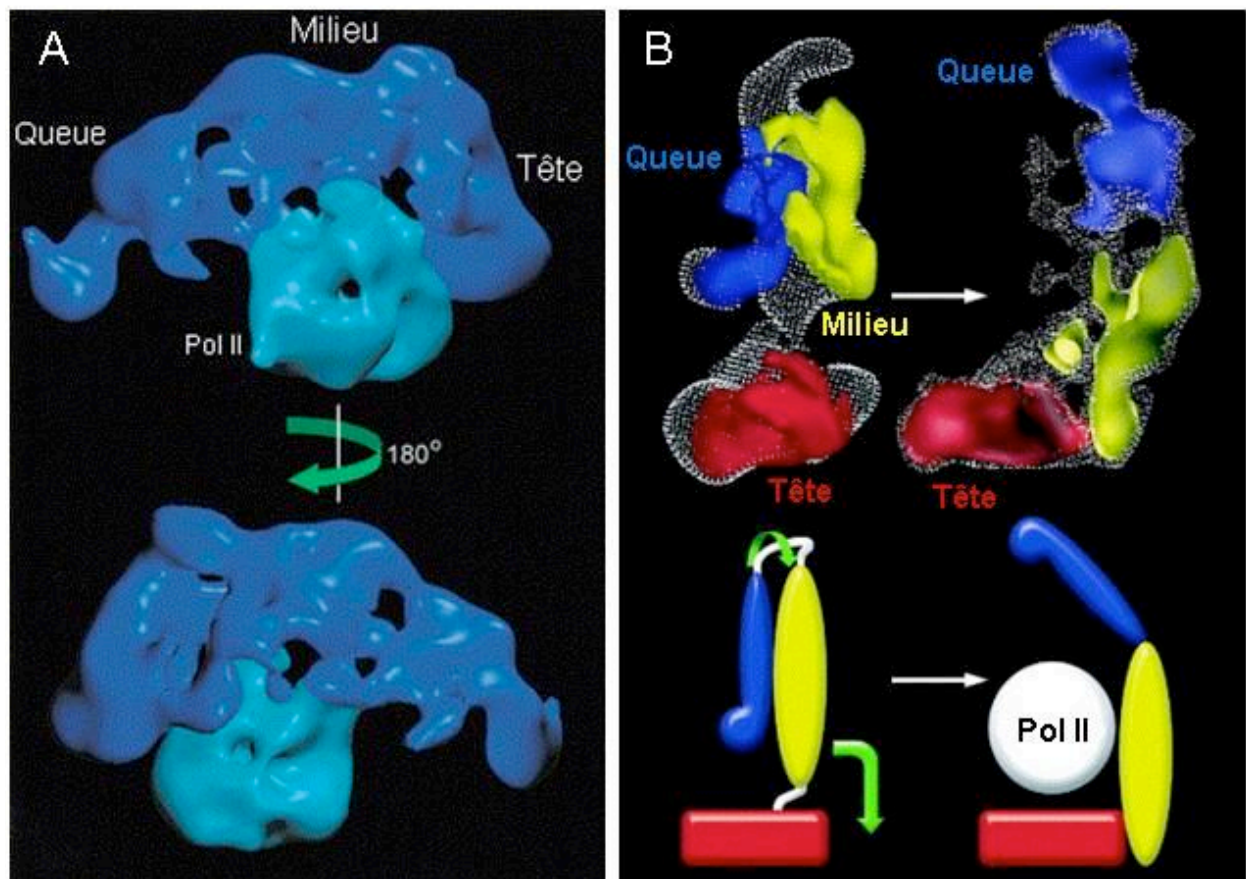 A
Milieu
Queue
Tête
Pol II
180°
B
Queue
Queue
Milieu
Tête
Tête
Pol II